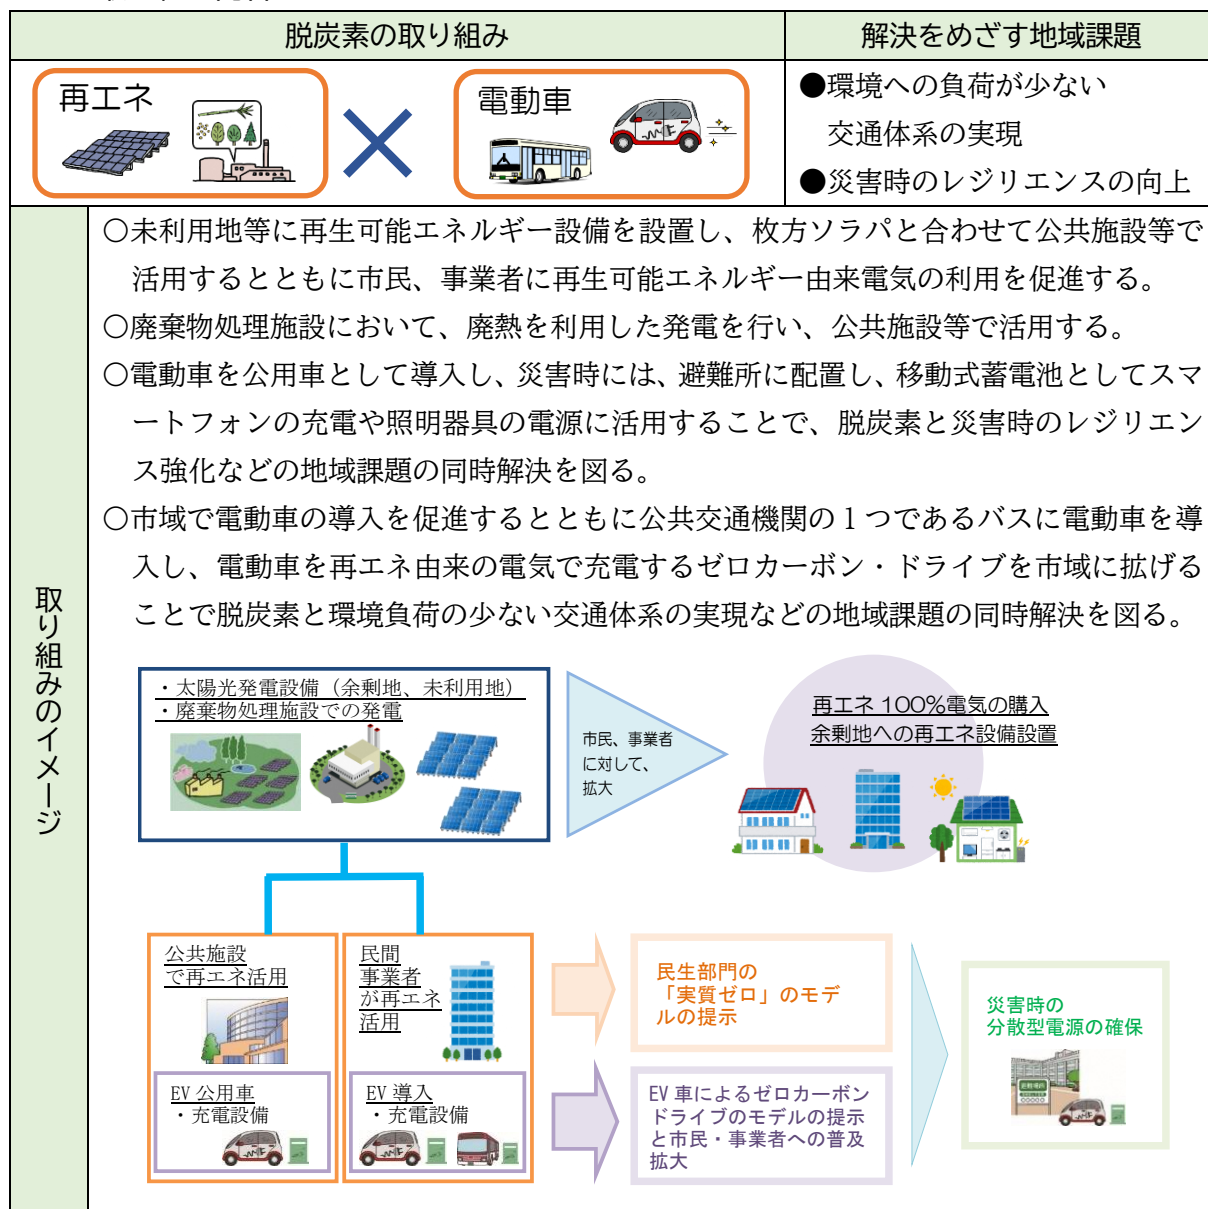 脱炭素の取り組み
解決をめざす地域課題
再エネ
電動車
●環境への負荷が少ない
交通体系の実現
●災害時のレジリエンスの向上
取り組みのイメージ
〇未利用地等に再生可能エネルギー設備を設置し、枚方ソラパと合わせて公共施設等で
活用するとともに市民、事業者に再生可能エネルギー由来電気の利用を促進する。
〇廃棄物処理施設において、廃熱を利用した発電を行い、公共施設等で活用する。
〇電動車を公用車として導入し、災害時には、避難所に配置し、移動式蓄電池としてスマ
ートフォンの充電や照明器具の電源に活用することで、脱炭素と災害時のレジリエン
ス強化などの地域課題の同時解決を図る。
〇市域で電動車の導入を促進するとともに公共交通機関の１つであるバスに電動車を導
入し、電動車を再エネ由来の電気で充電するゼロカーボン・ドライブを市域に拡げる
ことで脱炭素と環境負荷の少ない交通体系の実現などの地域課題の同時解決を図る。
・太陽光発電設備（余剰地、未利用地）
・廃棄物処理施設での発電
市民、事業者
に対して、
拡大
再エネ 100％電気の購入
余剰地への再エネ設備設置
公共施設
で再エネ活用
民間
事業者
が再エネ
活用
EV 公用車
・充電設備
EV 導入
・充電設備
民生部門の
「実質ゼロ」のモデ
ルの提示
EV 車によるゼロカーボン
ドライブのモデルの提示
と市民・事業者への普及
拡大
災害時の
分散型電源の確保